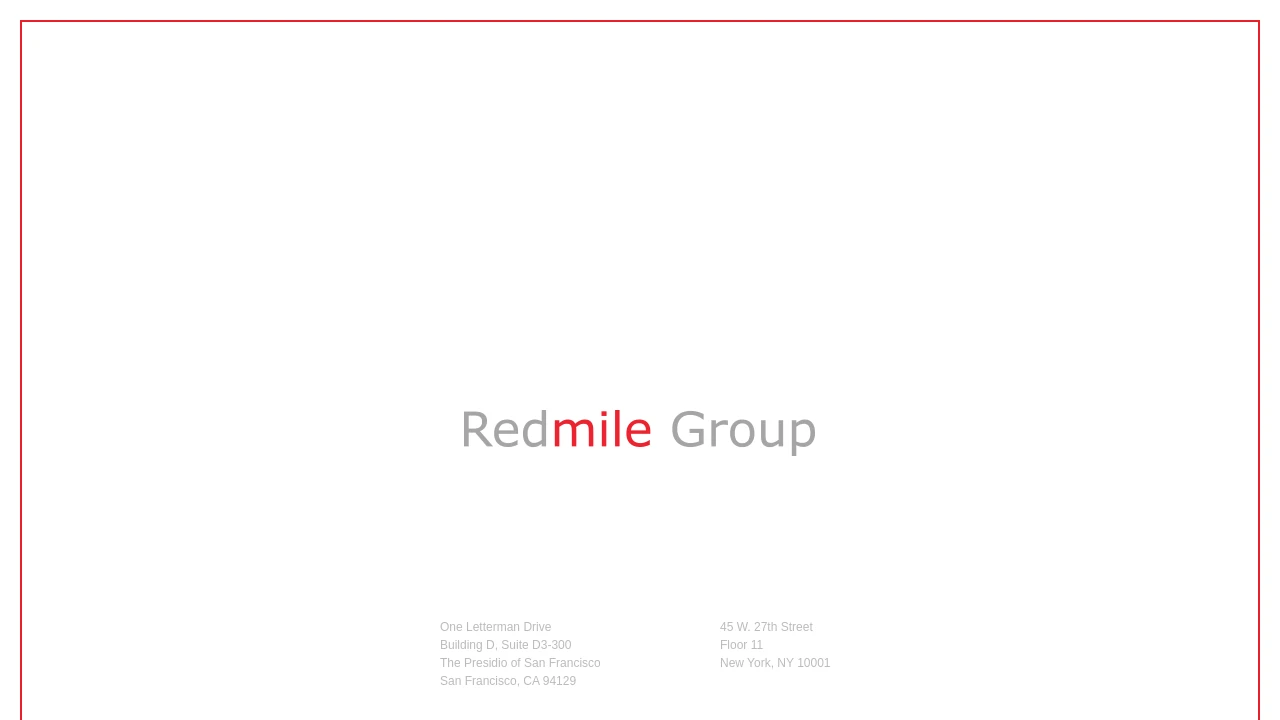 Redmile Group
One Letterman Drive
Building D, Suite D3-300
The Presidio of San Francisco
San Francisco, CA 94129
45 W. 27th Street
Floor 11
New York, NY 10001